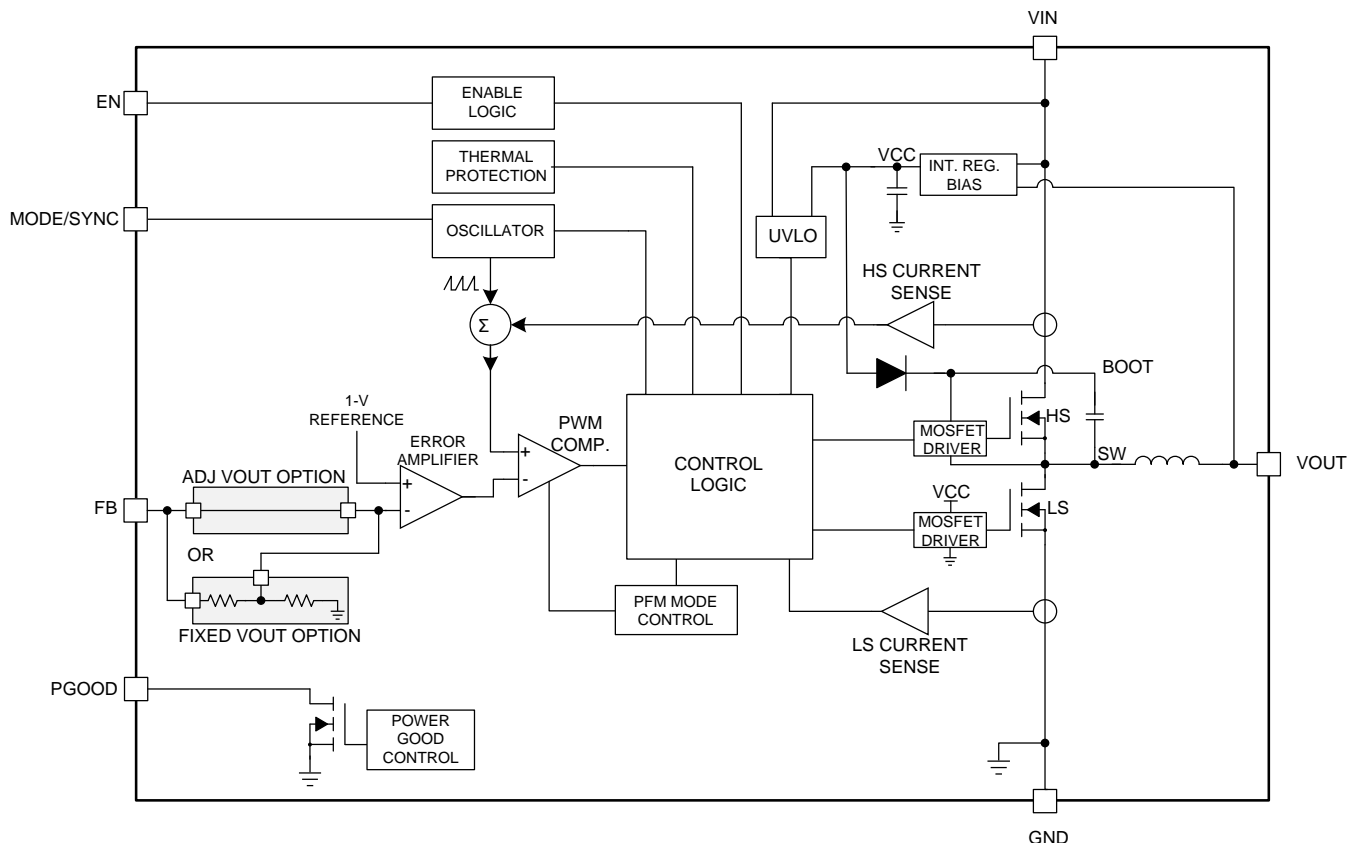 VIN
EN
ENABLE
LOGIC
THERMAL
PROTECTION
VCC
INT. REG.
BIAS
MODE/SYNC
OSCILLATOR
UVLO
HS CURRENT
SENSE
Σ
BOOT
1-V
REFERENCE
ERROR
AMPLIFIER
PWM
COMP.
+
-
+
-
CONTROL
LOGIC
MOSFET
DRIVER
HS
SW
VOUT
ADJ VOUT OPTION
FB
OR
FIXED VOUT OPTION
VCC
MOSFET
DRIVER
LS
PFM MODE
CONTROL
LS CURRENT
SENSE
PGOOD
POWER
GOOD
CONTROL
GND